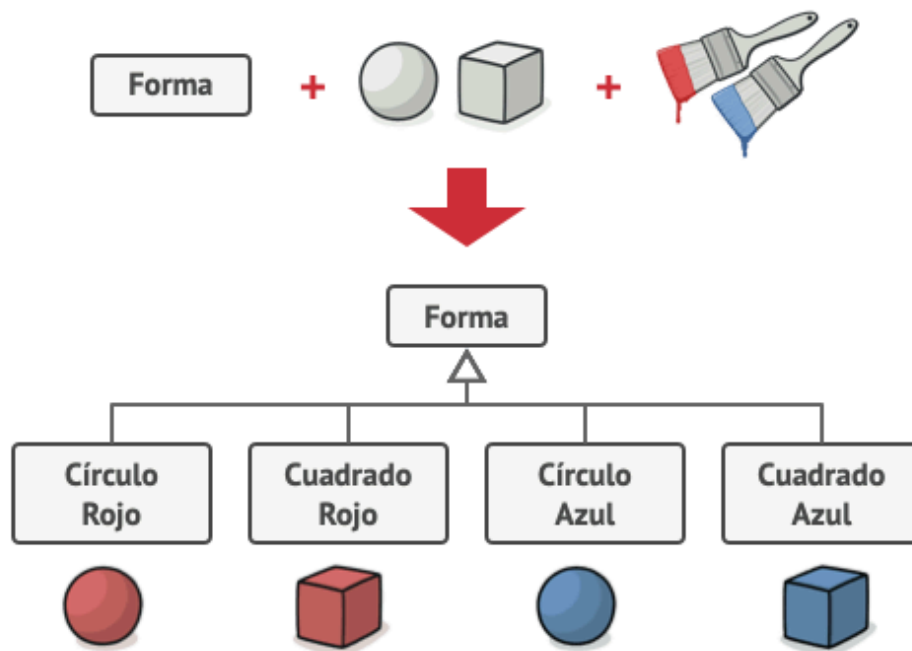 Forma + +
Forma
Círculo Cuadrado Círculo Cuadrado
Rojo Rojo Azul Azul